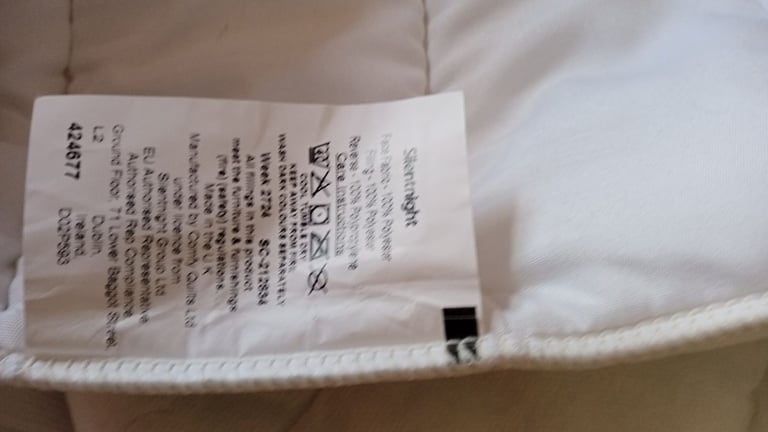 Silentnight
Face Fabric - 100% Polyester
Filling - 100% Polyester
Reverse - 100% Polypropylene
Care Instructions
COOL TUMBLE DRY
KEEP AWAY FROM FIRE
WASH DARK COLOURS SEPARATELY
Week 2724 SC-212834
All fillings in this product
meet the furniture & furnishings
(fire) (safety) regulations.
Made in the U.K
Manufactured by Comfy Quilts Ltd
under licence from
Silentnight Group Ltd
EU Authorised Representative
Authorised Rep Compliance
Ground Floor, 71 Lower Baggot Street,
L2 Dublin,
Ireland,
424677 D02P593